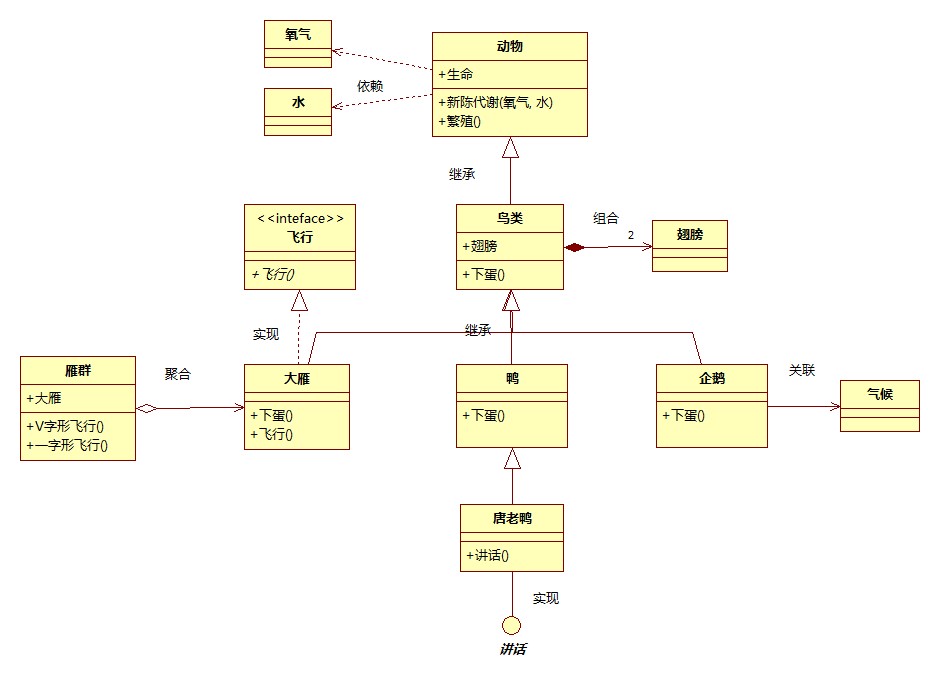 氧气
动物
+生命
依赖
水
+新陈代谢(氧气, 水)
+繁殖()
继承
<<inteface>>
飞行
+飞行()
鸟类
+翅膀
+下蛋()
组合
2
翅膀
实现
继承
雁群
+大雁
+V字形飞行()
+一字形飞行()
聚合
大雁
+下蛋()
+飞行()
鸭
+下蛋()
企鹅
+下蛋()
关联
气候
唐老鸭
+讲话()
实现
讲话